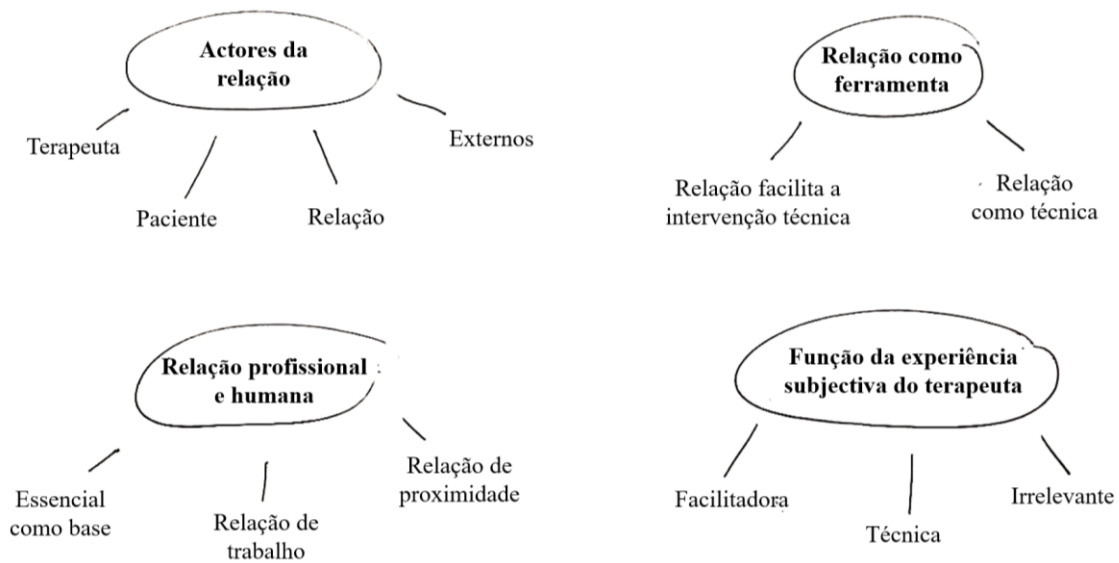 Actores da
relação
Terapeuta
Paciente
Relação
Externos
Relação como
ferramenta
Relação facilita a
intervenção técnica
Relação
como técnica
Relação profissional
e humana
Essencial
como base
Relação de
trabalho
Relação de
proximidade
Função da experiência
subjectiva do terapeuta
Facilitadora
Técnica
Irrelevante